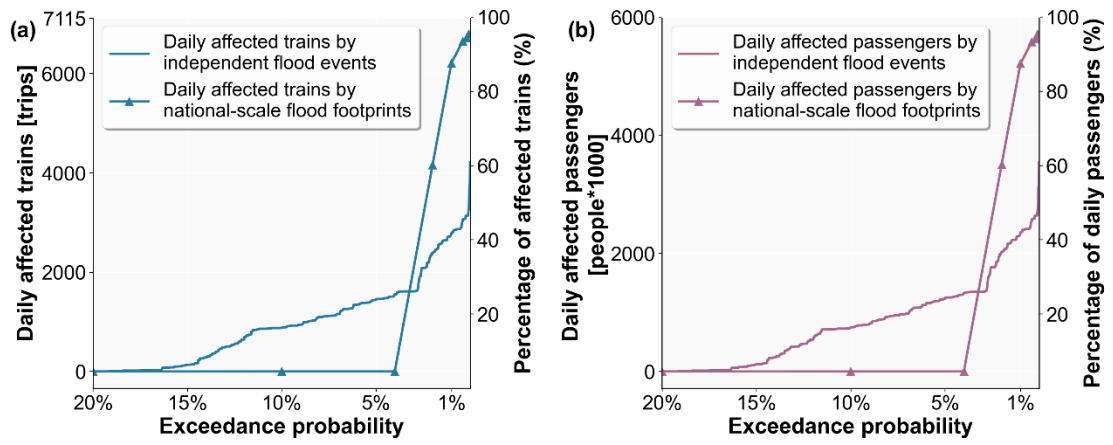 (a)
Daily affected trains [trips]
7115
6000
4000
2000
0
Daily affected trains by
independent flood events
Daily affected trains by
national-scale flood footprints
100
80
60
40
20
Percentage of affected trains (%)
20%
15%
10%
5%
1%
Exceedance probability
(b)
Daily affected passengers
[people*1000]
6000
4000
2000
0
Daily affected passengers by
independent flood events
Daily affected passengers by
national-scale flood footprints
100
80
60
40
20
Percentage of daily passengers (%)
20%
15%
10%
5%
1%
Exceedance probability